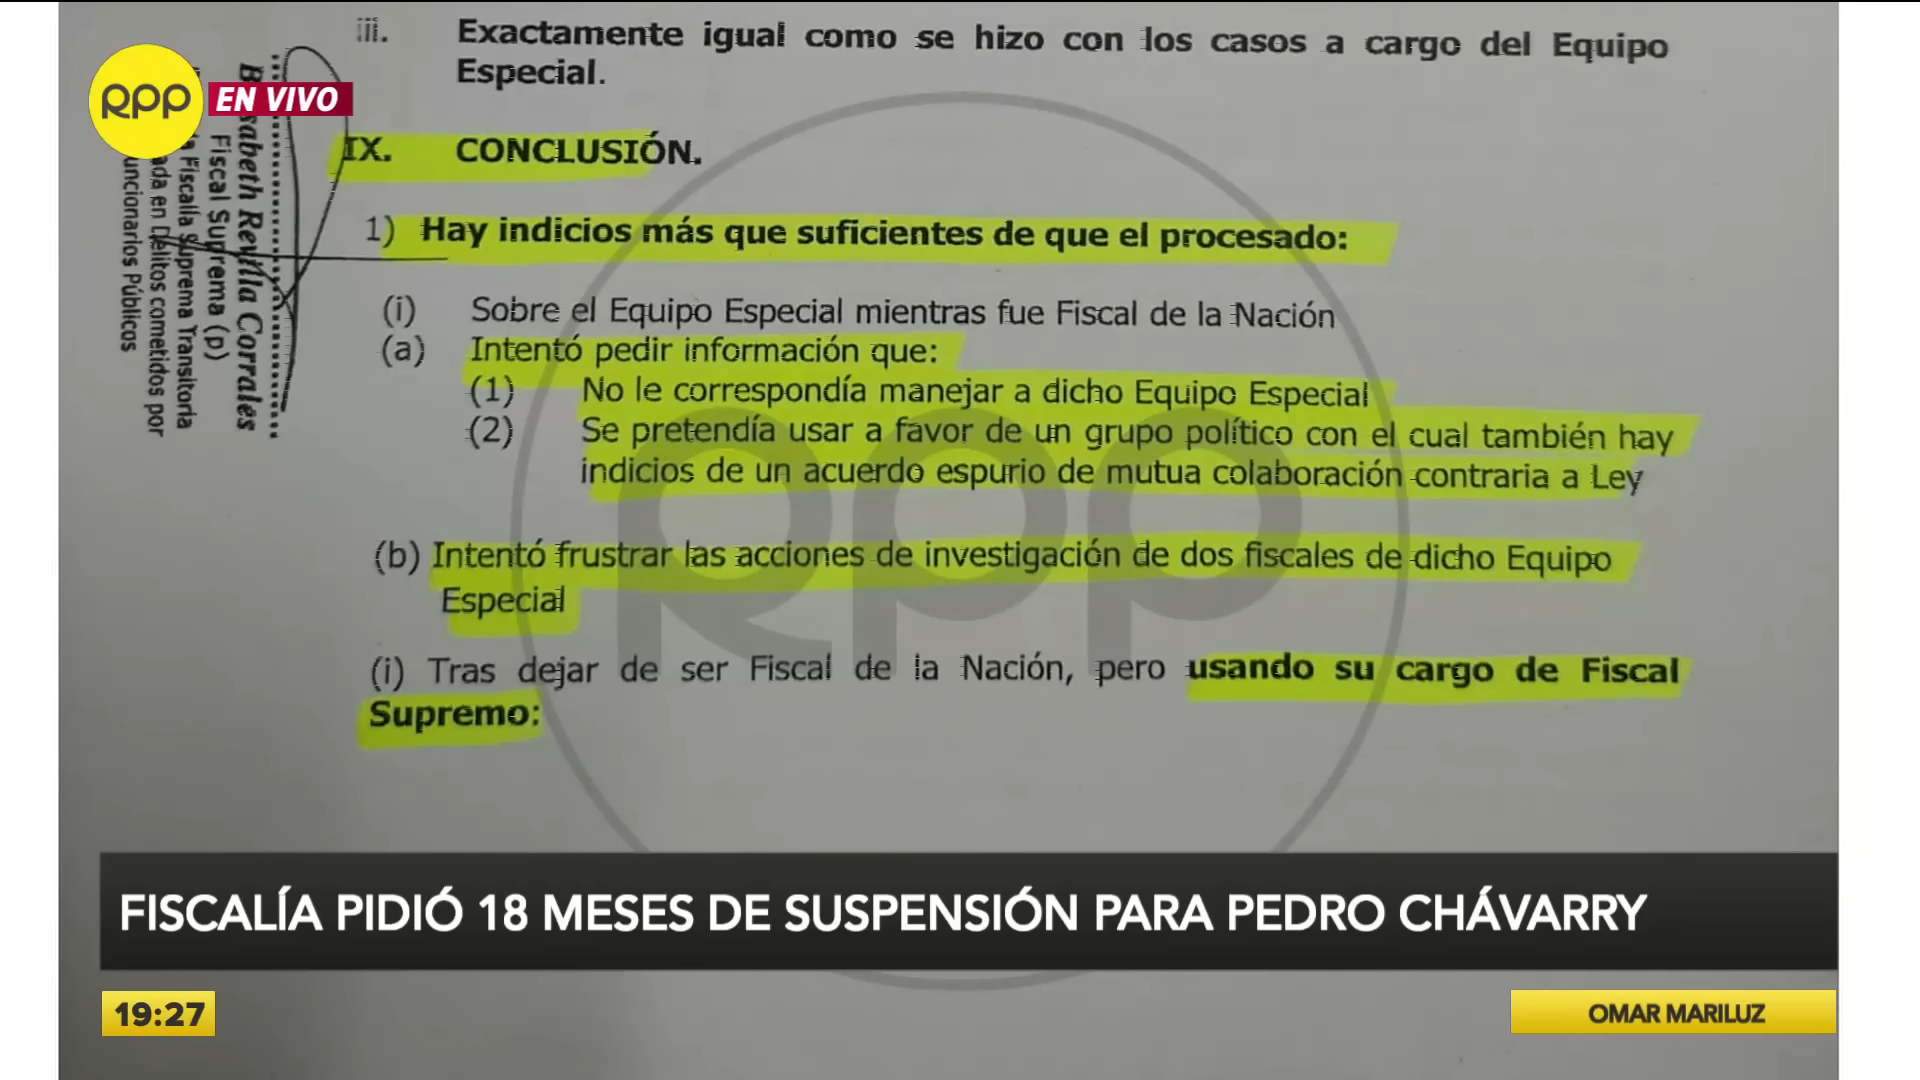 iii. Exactamente igual como se hizo con los casos a cargo del Equipo
Especial.
RPP
EN VIVO
IX. CONCLUSIÓN.
1) Hay indicios más que suficientes de que el procesado:
(i) Sobre el Equipo Especial mientras fue Fiscal de la Nación
(a) Intentó pedir información que:
(1) No le correspondía manejar a dicho Equipo Especial
(2) Se pretendía usar a favor de un grupo político con el cual también hay
indicios de un acuerdo espurio de mutua colaboración contraria a Ley
(b) Intentó frustrar las acciones de investigación de dos fiscales de dicho Equipo
Especial
(i) Tras dejar de ser Fiscal de la Nación, pero usando su cargo de Fiscal
Supremo:
Revilla Corrales
Fiscal Suprema (p)
Fiscalía Suprema Transitoria
en Delitos cometidos por
Públicos
rpp
FISCALÍA PIDIÓ 18 MESES DE SUSPENSIÓN PARA PEDRO CHÁVARRY
19:27
OMAR MARILUZ